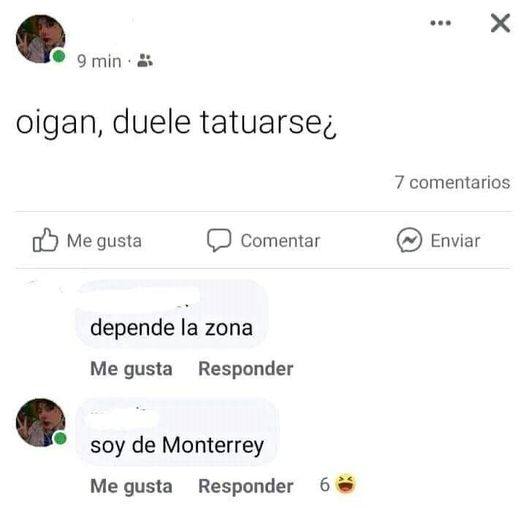 9 min ·
oigan, duele tatuarse¿
7 comentarios
Me gusta Comentar Enviar
depende la zona
Me gusta Responder
soy de Monterrey
Me gusta Responder 6